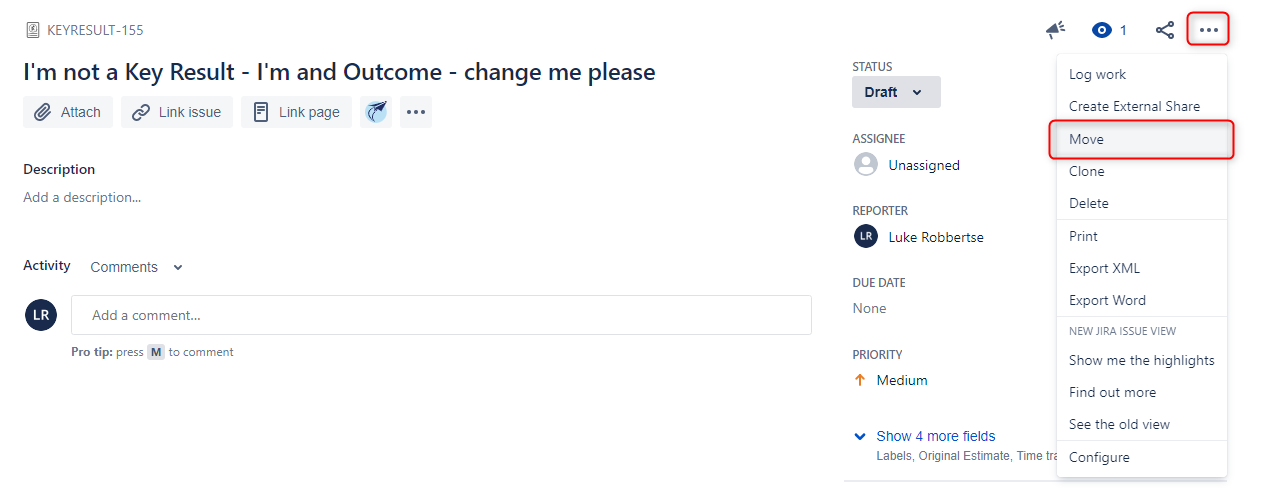 KEYRESULT-155
1
I'm not a Key Result - I'm and Outcome - change me please
Attach
Link issue
Link page
Description
Add a description...
Activity
Comments
LR
Add a comment...
Pro tip: press M to comment
STATUS
Draft
ASSIGNEE
Unassigned
REPORTER
LR
Luke Robbertse
DUE DATE
None
PRIORITY
Medium
Show 4 more fields
Labels, Original Estimate, Time tra
Log work
Create External Share
Move
Clone
Delete
Print
Export XML
Export Word
NEW JIRA ISSUE VIEW
Show me the highlights
Find out more
See the old view
Configure